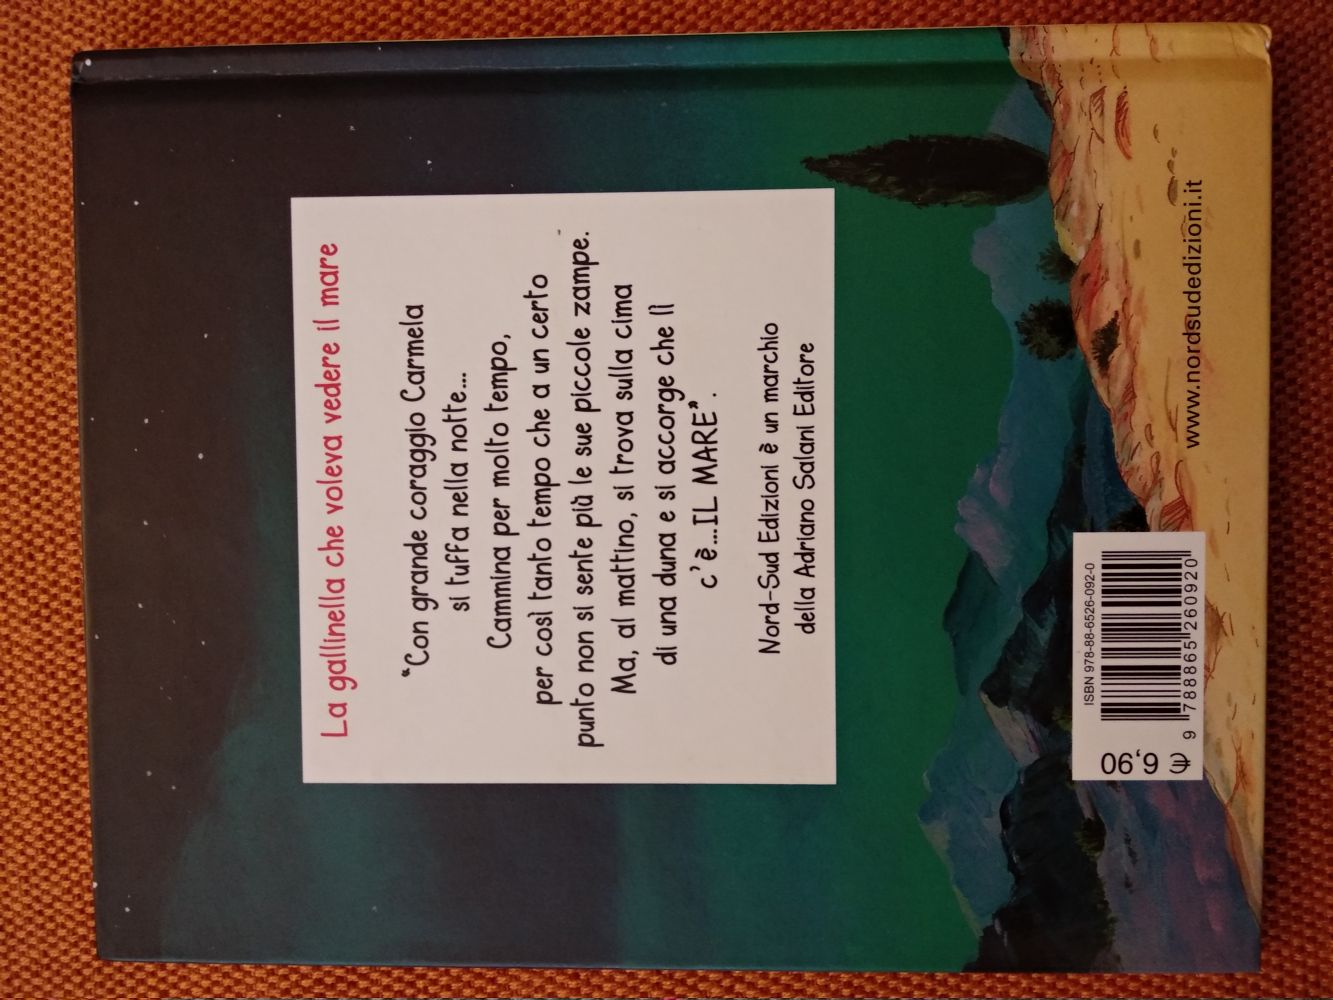 La gallinella che voleva vedere il mare
“Con grande coraggio Carmela
si tuffa nella notte...
Cammina per molto tempo,
per così tanto tempo che a un certo
punto non si sente più le sue piccole zampe.
Ma, al mattino, si trova sulla cima
di una duna e si accorge che lì
c'è...IL MARE”.
Nord-Sud Edizioni è un marchio
della Adriano Salani Editore
www.nordsudedizioni.it
ISBN 978-88-6526-092-0
9 788865 260920
€ 6,90